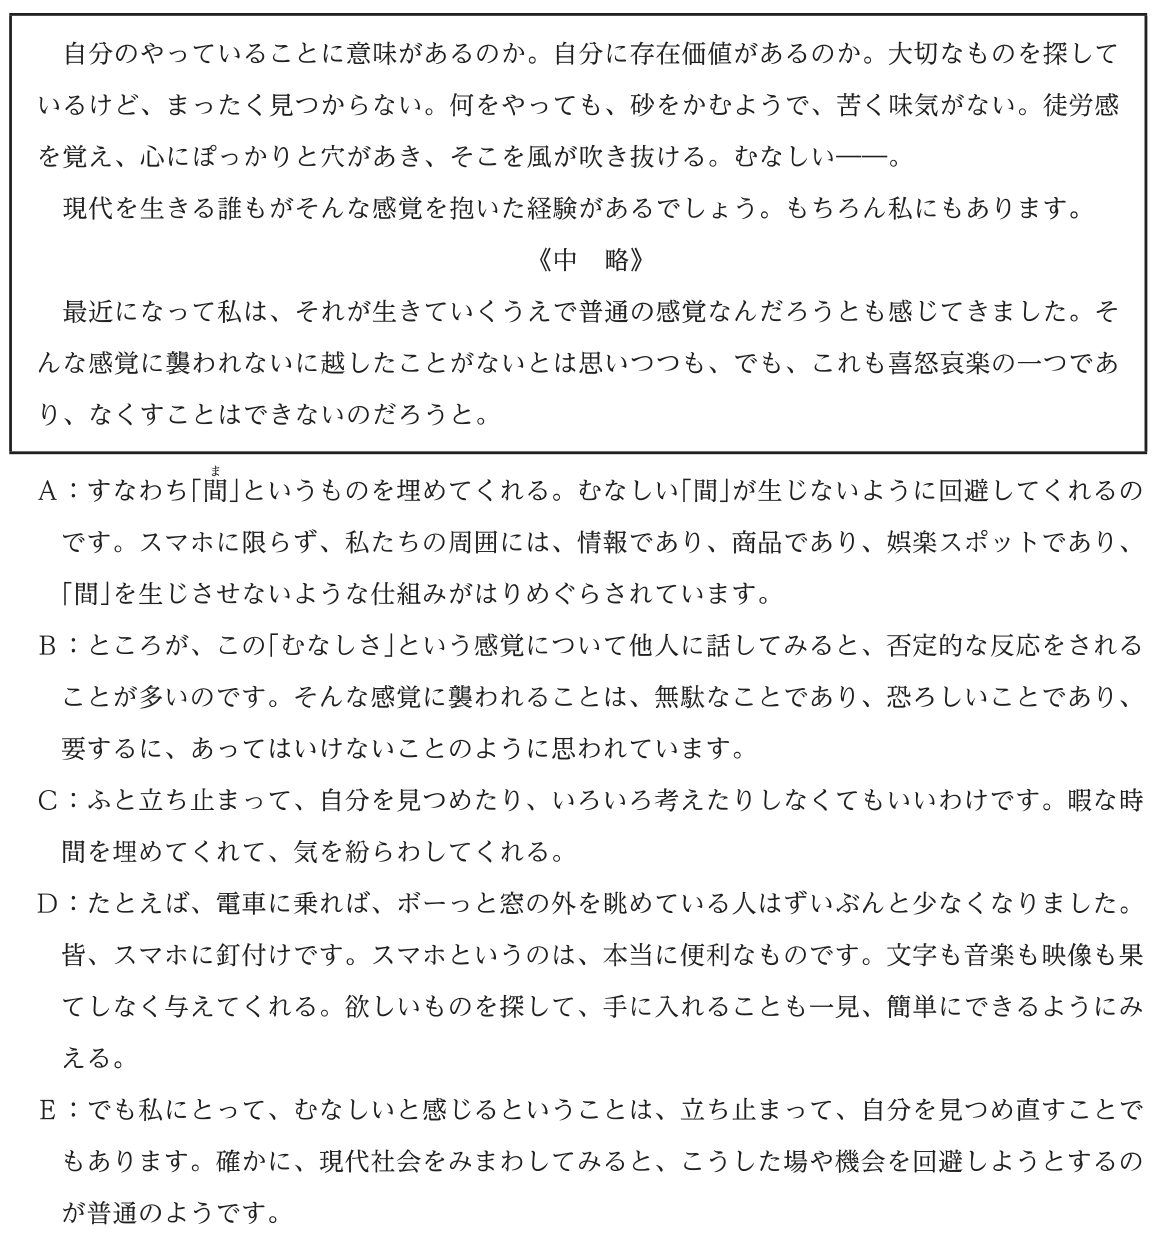 自分のやっていることに意味があるのか。自分に存在価値があるのか。大切なものを探して
いるけど、まったく見つからない。何をやっても、砂をかむようで、苦く味気がない。徒労感
を覚え、心にぽっかりと穴があき、そこを風が吹き抜ける。むなしい――。
現代を生きる誰もがそんな感覚を抱いた経験があるでしょう。もちろん私にもあります。
《中　略》
最近になって私は、それが生きていくうえで普通の感覚なんだろうとも感じてきました。そ
んな感覚に襲われないに越したことがないとは思いつつも、でも、これも喜怒哀楽の一つであ
り、なくすことはできないのだろうと。
ま
Ａ：すなわち「間」というものを埋めてくれる。むなしい「間」が生じないように回避してくれるの
です。スマホに限らず、私たちの周囲には、情報であり、商品であり、娯楽スポットであり、
「間」を生じさせないような仕組みがはりめぐらされています。
Ｂ：ところが、この「むなしさ」という感覚について他人に話してみると、否定的な反応をされる
ことが多いのです。そんな感覚に襲われることは、無駄なことであり、恐ろしいことであり、
要するに、あってはいけないことのように思われています。
Ｃ：ふと立ち止まって、自分を見つめたり、いろいろ考えたりしなくてもいいわけです。暇な時
間を埋めてくれて、気を紛らわしてくれる。
Ｄ：たとえば、電車に乗れば、ボーっと窓の外を眺めている人はずいぶんと少なくなりました。
皆、スマホに釘付けです。スマホというのは、本当に便利なものです。文字も音楽も映像も果
てしなく与えてくれる。欲しいものを探して、手に入れることも一見、簡単にできるようにみ
える。
Ｅ：でも私にとって、むなしいと感じるということは、立ち止まって、自分を見つめ直すことで
もあります。確かに、現代社会をみまわしてみると、こうした場や機会を回避しようとするの
が普通のようです。